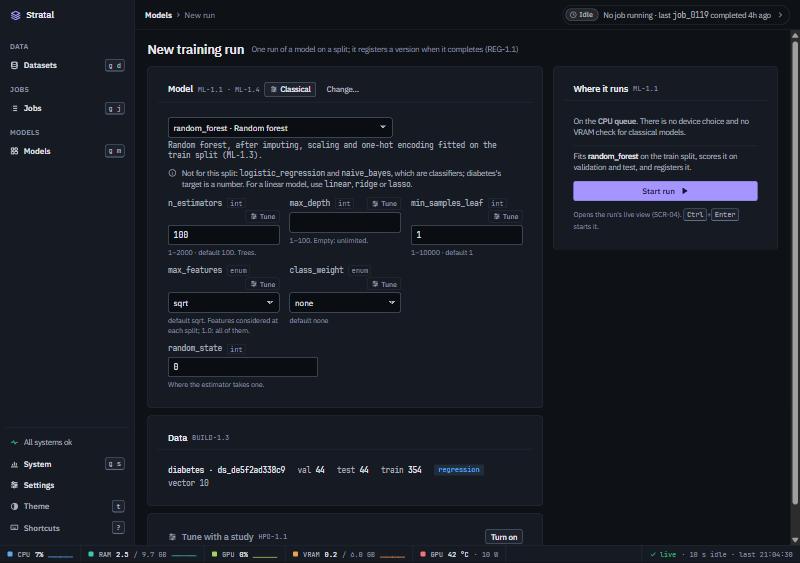 Stratal
Models › New run
Idle
No job running · last job_0119 completed 4h ago
DATA
Datasets g d
JOBS
Jobs g j
MODELS
Models g m
New training run One run of a model on a split; it registers a version when it completes (REG-1.1)
Model ML-1.1 · ML-1.4 Classical Change…
random_forest · Random forest
Random forest, after imputing, scaling and one-hot encoding fitted on the
train split (ML-1.3).
Not for this split: logistic_regression and naive_bayes, which are classifiers; diabetes's
target is a number. For a linear model, use linear, ridge or lasso.
n_estimators int
Tune
100
1–2000 · default 100. Trees.
max_depth int Tune
1–100. Empty: unlimited.
min_samples_leaf int
Tune
1
1–10000 · default 1
max_features enum
Tune
sqrt
default sqrt. Features considered at
each split; 1.0: all of them.
class_weight enum
Tune
none
default none
random_state int
0
Where the estimator takes one.
Where it runs ML-1.1
On the CPU queue. There is no device choice and no
VRAM check for classical models.
Fits random_forest on the train split, scores it on
validation and test, and registers it.
Start run
Opens the run's live view (SCR-04). Ctrl+Enter
starts it.
Data BUILD-1.3
diabetes · ds_de5f2ad338c9 val 44 test 44 train 354 regression
vector 10
Tune with a study HPO-1.1 Turn on
All systems ok
System g s
Settings
Theme t
Shortcuts ?
CPU 7% RAM 2.5 / 9.7 GB GPU 0% VRAM 0.2 / 6.0 GB GPU 42 °C · 10 W
live · 10 s idle · last 21:04:30